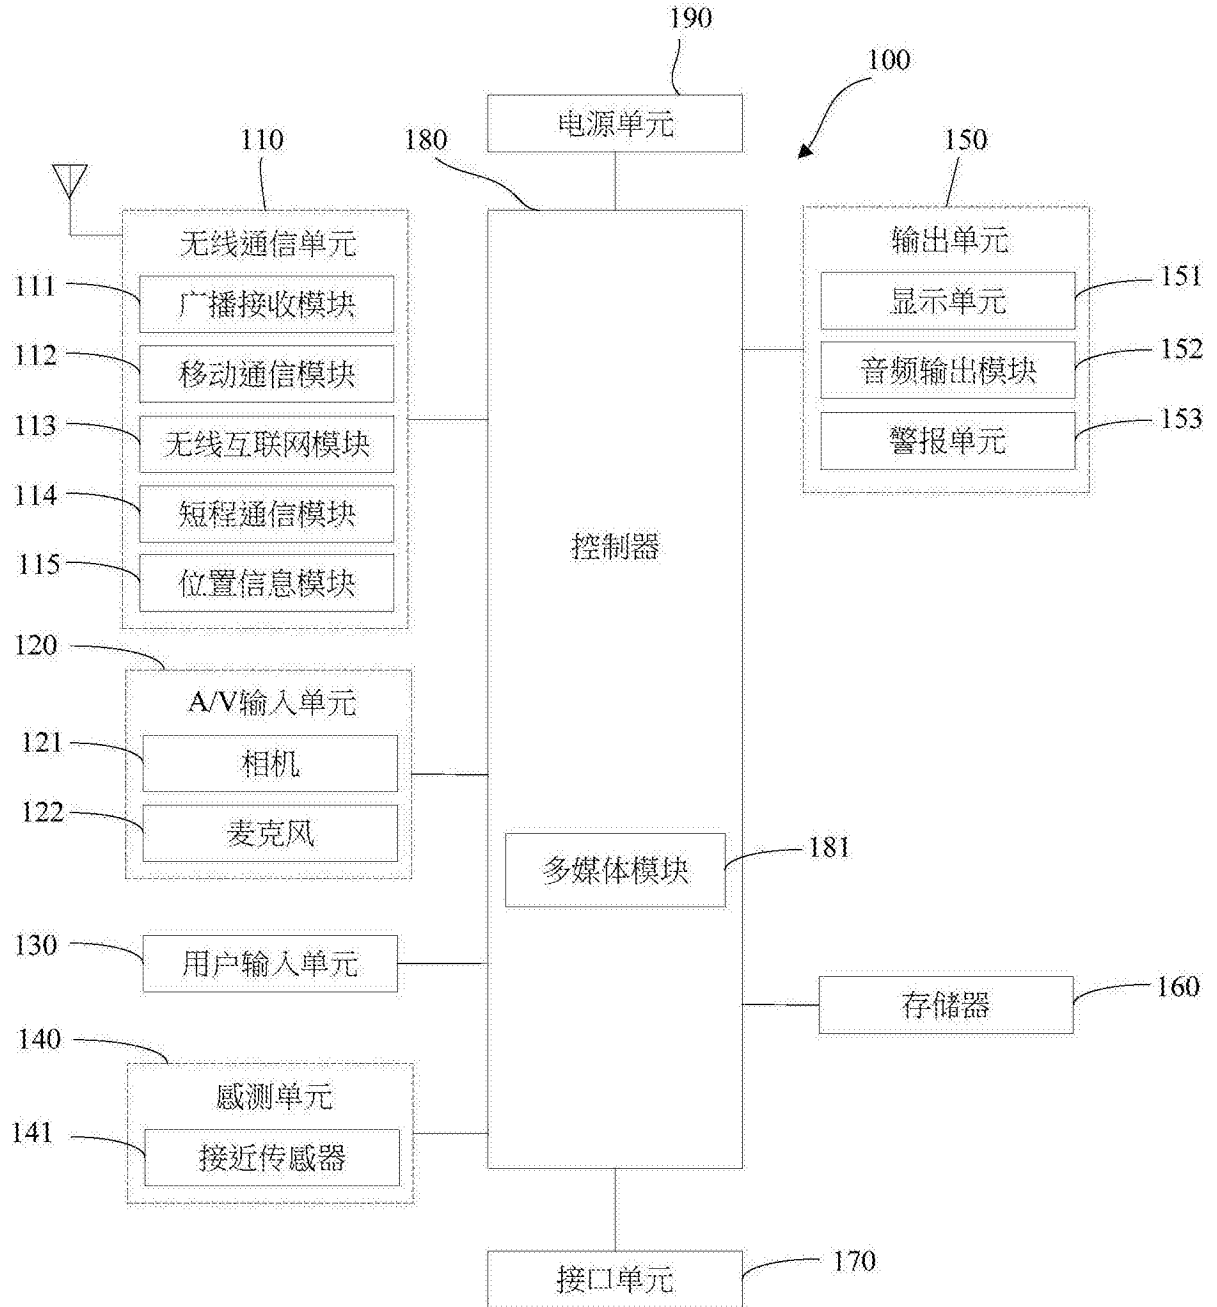 190
100
电源单元
110
180
150
无线通信单元
111
广播接收模块
112
移动通信模块
113
无线互联网模块
114
短程通信模块
115
位置信息模块
输出单元
151
显示单元
152
音频输出模块
153
警报单元
控制器
120
A/V输入单元
121
相机
122
麦克风
多媒体模块
181
130
用户输入单元
存储器
160
140
感测单元
141
接近传感器
接口单元
170